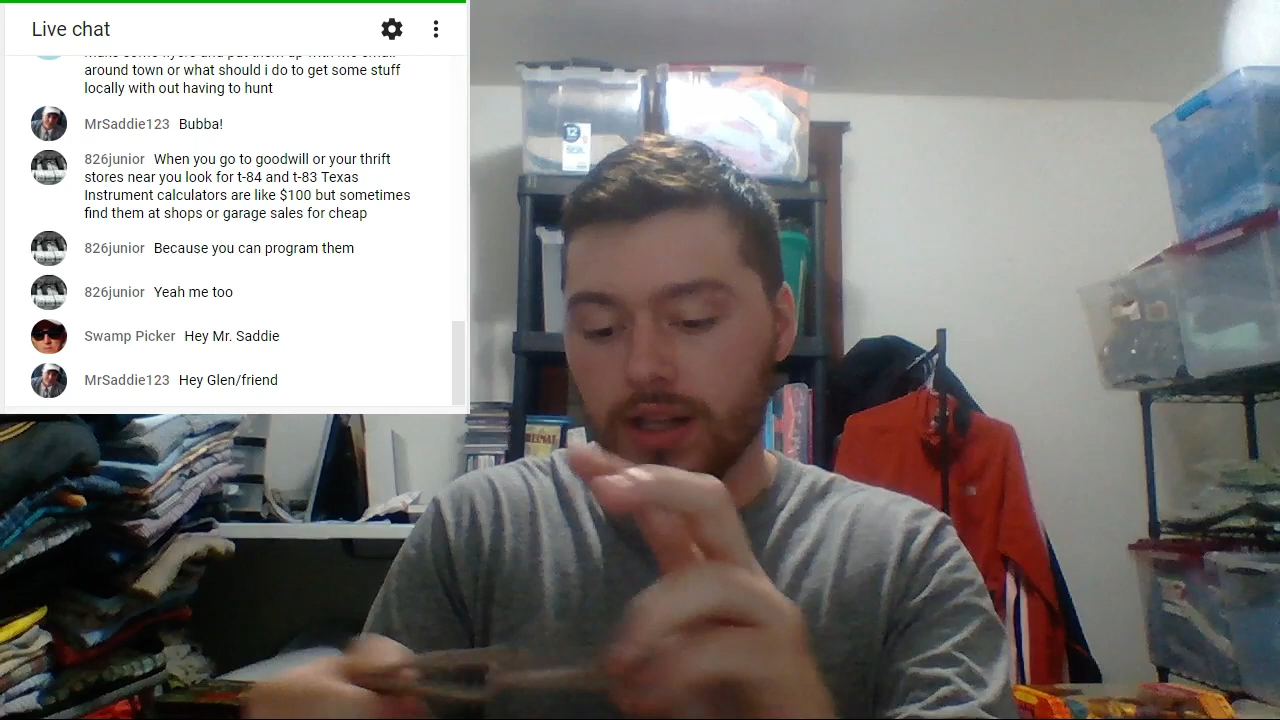 Live chat
around town or what should i do to get some stuff
locally with out having to hunt
MrSaddie123 Bubba!
826junior When you go to goodwill or your thrift
stores near you look for t-84 and t-83 Texas
Instrument calculators are like $100 but sometimes
find them at shops or garage sales for cheap
826junior Because you can program them
826junior Yeah me too
Swamp Picker Hey Mr. Saddie
MrSaddie123 Hey Glen/friend
12